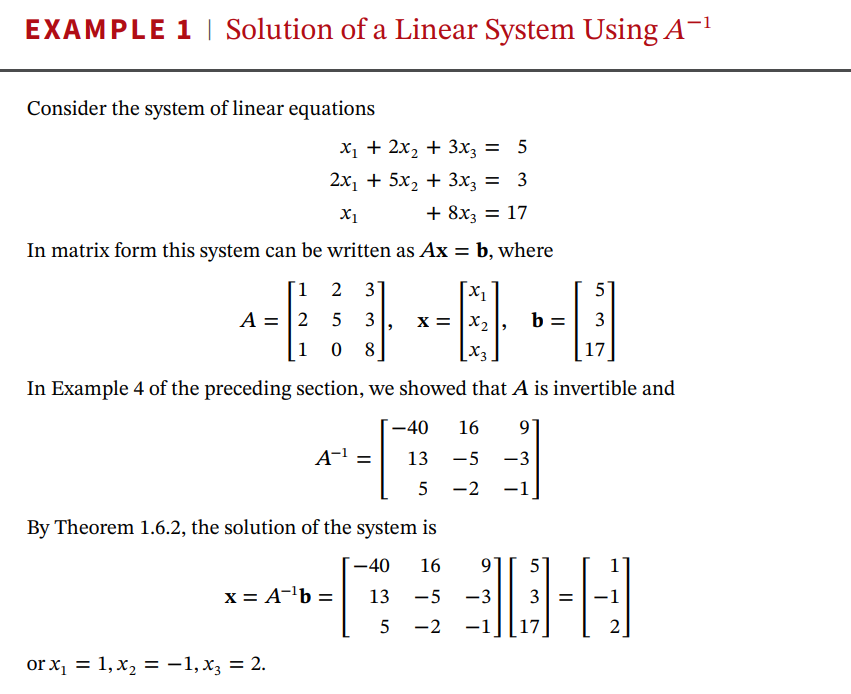 EXAMPLE 1 | Solution of a Linear System Using A⁻¹
Consider the system of linear equations
x₁ + 2x₂ + 3x₃ = 5
2x₁ + 5x₂ + 3x₃ = 3
x₁ + 8x₃ = 17
In matrix form this system can be written as Ax = b, where
A = [1 2 3; 2 5 3; 1 0 8], x = [x₁; x₂; x₃], b = [5; 3; 17]
In Example 4 of the preceding section, we showed that A is invertible and
A⁻¹ = [−40 16 9; 13 −5 −3; 5 −2 −1]
By Theorem 1.6.2, the solution of the system is
x = A⁻¹b = [−40 16 9; 13 −5 −3; 5 −2 −1] [5; 3; 17] = [1; −1; 2]
or x₁ = 1, x₂ = −1, x₃ = 2.